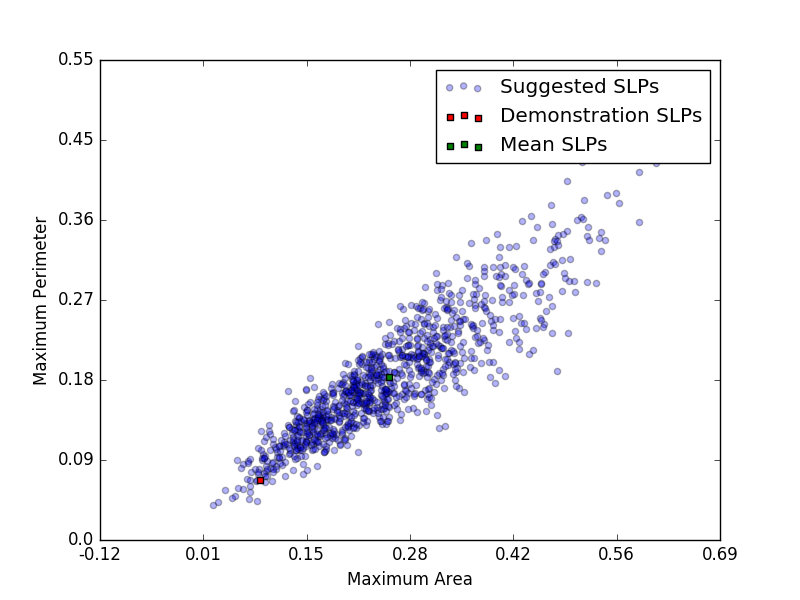 0.55
Suggested SLPs
Demonstration SLPs
Mean SLPs
0.45
0.36
0.27
0.18
0.09
0.0
Maximum Perimeter
-0.12 0.01 0.15 0.28 0.42 0.56 0.69
Maximum Area